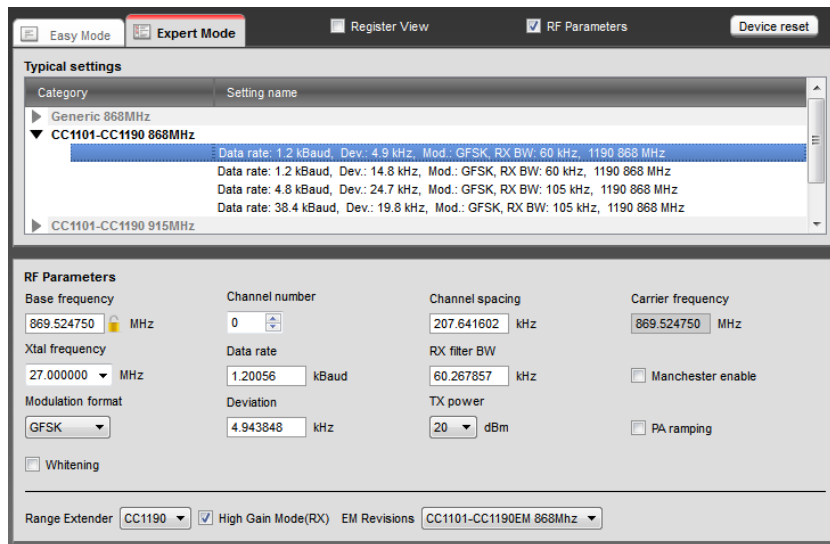 Easy Mode Expert Mode Register View RF Parameters Device reset
Typical settings
Category Setting name
Generic 868MHz
CC1101-CC1190 868MHz
Data rate: 1.2 kBaud, Dev.: 4.9 kHz, Mod.: GFSK, RX BW: 60 kHz, 1190 868 MHz
Data rate: 1.2 kBaud, Dev.: 14.8 kHz, Mod.: GFSK, RX BW: 60 kHz, 1190 868 MHz
Data rate: 4.8 kBaud, Dev.: 24.7 kHz, Mod.: GFSK, RX BW: 105 kHz, 1190 868 MHz
Data rate: 38.4 kBaud, Dev.: 19.8 kHz, Mod.: GFSK, RX BW: 105 kHz, 1190 868 MHz
CC1101-CC1190 915MHz
RF Parameters
Base frequency Channel number Channel spacing Carrier frequency
869.524750 MHz 0 207.641602 kHz 869.524750 MHz
Xtal frequency Data rate RX filter BW
27.000000 MHz 1.20056 kBaud 60.267857 kHz Manchester enable
Modulation format Deviation TX power
GFSK 4.943848 kHz 20 dBm PA ramping
Whitening
Range Extender CC1190 High Gain Mode(RX) EM Revisions CC1101-CC1190EM 868Mhz